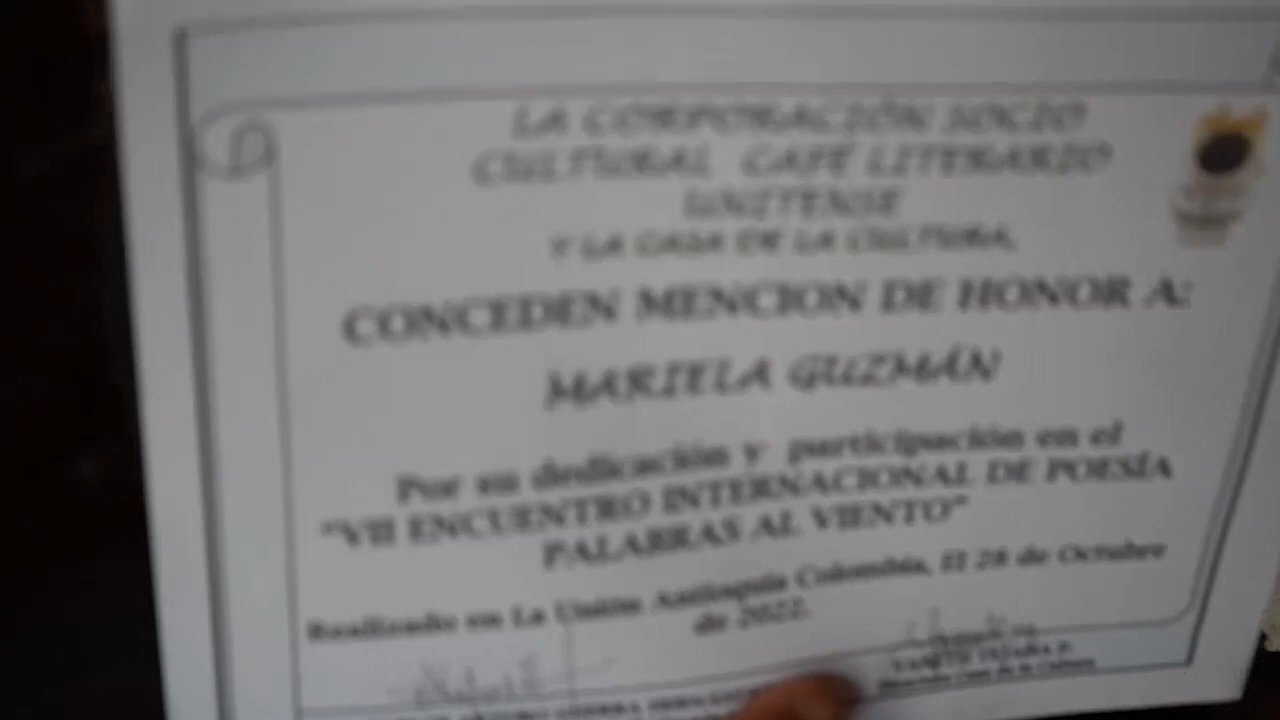 LA CORPORACIÓN SOCIO
CULTURAL CAFÉ LITERARIO
UNITENSE
Y LA CASA DE LA CULTURA,
CONCEDEN MENCION DE HONOR A:
MARIELA GUZMÁN
Por su dedicación y participación en el
"VII ENCUENTRO INTERNACIONAL DE POESÍA
PALABRAS AL VIENTO"
Realizado en La Unión Antioquia Colombia, 28 de Octubre
de 2022.